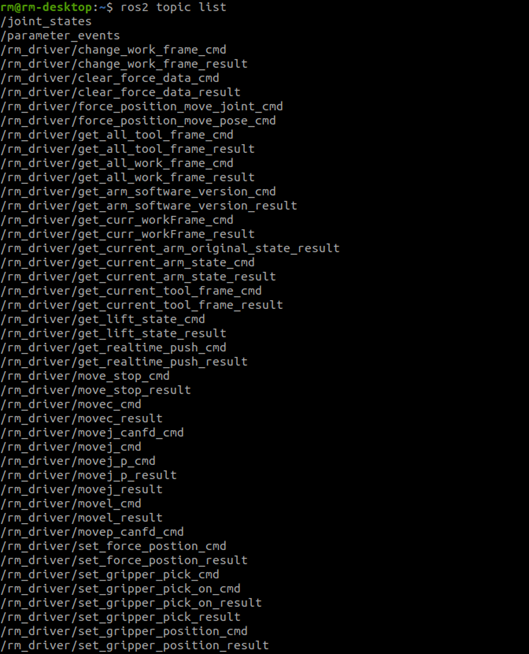 rm@rm-desktop:~$ ros2 topic list
/joint_states
/parameter_events
/rm_driver/change_work_frame_cmd
/rm_driver/change_work_frame_result
/rm_driver/clear_force_data_cmd
/rm_driver/clear_force_data_result
/rm_driver/force_position_move_joint_cmd
/rm_driver/force_position_move_pose_cmd
/rm_driver/get_all_tool_frame_cmd
/rm_driver/get_all_tool_frame_result
/rm_driver/get_all_work_frame_cmd
/rm_driver/get_all_work_frame_result
/rm_driver/get_arm_software_version_cmd
/rm_driver/get_arm_software_version_result
/rm_driver/get_curr_workFrame_cmd
/rm_driver/get_curr_workFrame_result
/rm_driver/get_current_arm_original_state_result
/rm_driver/get_current_arm_state_cmd
/rm_driver/get_current_arm_state_result
/rm_driver/get_current_tool_frame_cmd
/rm_driver/get_current_tool_frame_result
/rm_driver/get_lift_state_cmd
/rm_driver/get_lift_state_result
/rm_driver/get_realtime_push_cmd
/rm_driver/get_realtime_push_result
/rm_driver/move_stop_cmd
/rm_driver/move_stop_result
/rm_driver/movec_cmd
/rm_driver/movec_result
/rm_driver/movej_canfd_cmd
/rm_driver/movej_cmd
/rm_driver/movej_p_cmd
/rm_driver/movej_p_result
/rm_driver/movej_result
/rm_driver/movel_cmd
/rm_driver/movel_result
/rm_driver/movep_canfd_cmd
/rm_driver/set_force_postion_cmd
/rm_driver/set_force_postion_result
/rm_driver/set_gripper_pick_cmd
/rm_driver/set_gripper_pick_on_cmd
/rm_driver/set_gripper_pick_on_result
/rm_driver/set_gripper_pick_result
/rm_driver/set_gripper_position_cmd
/rm_driver/set_gripper_position_result